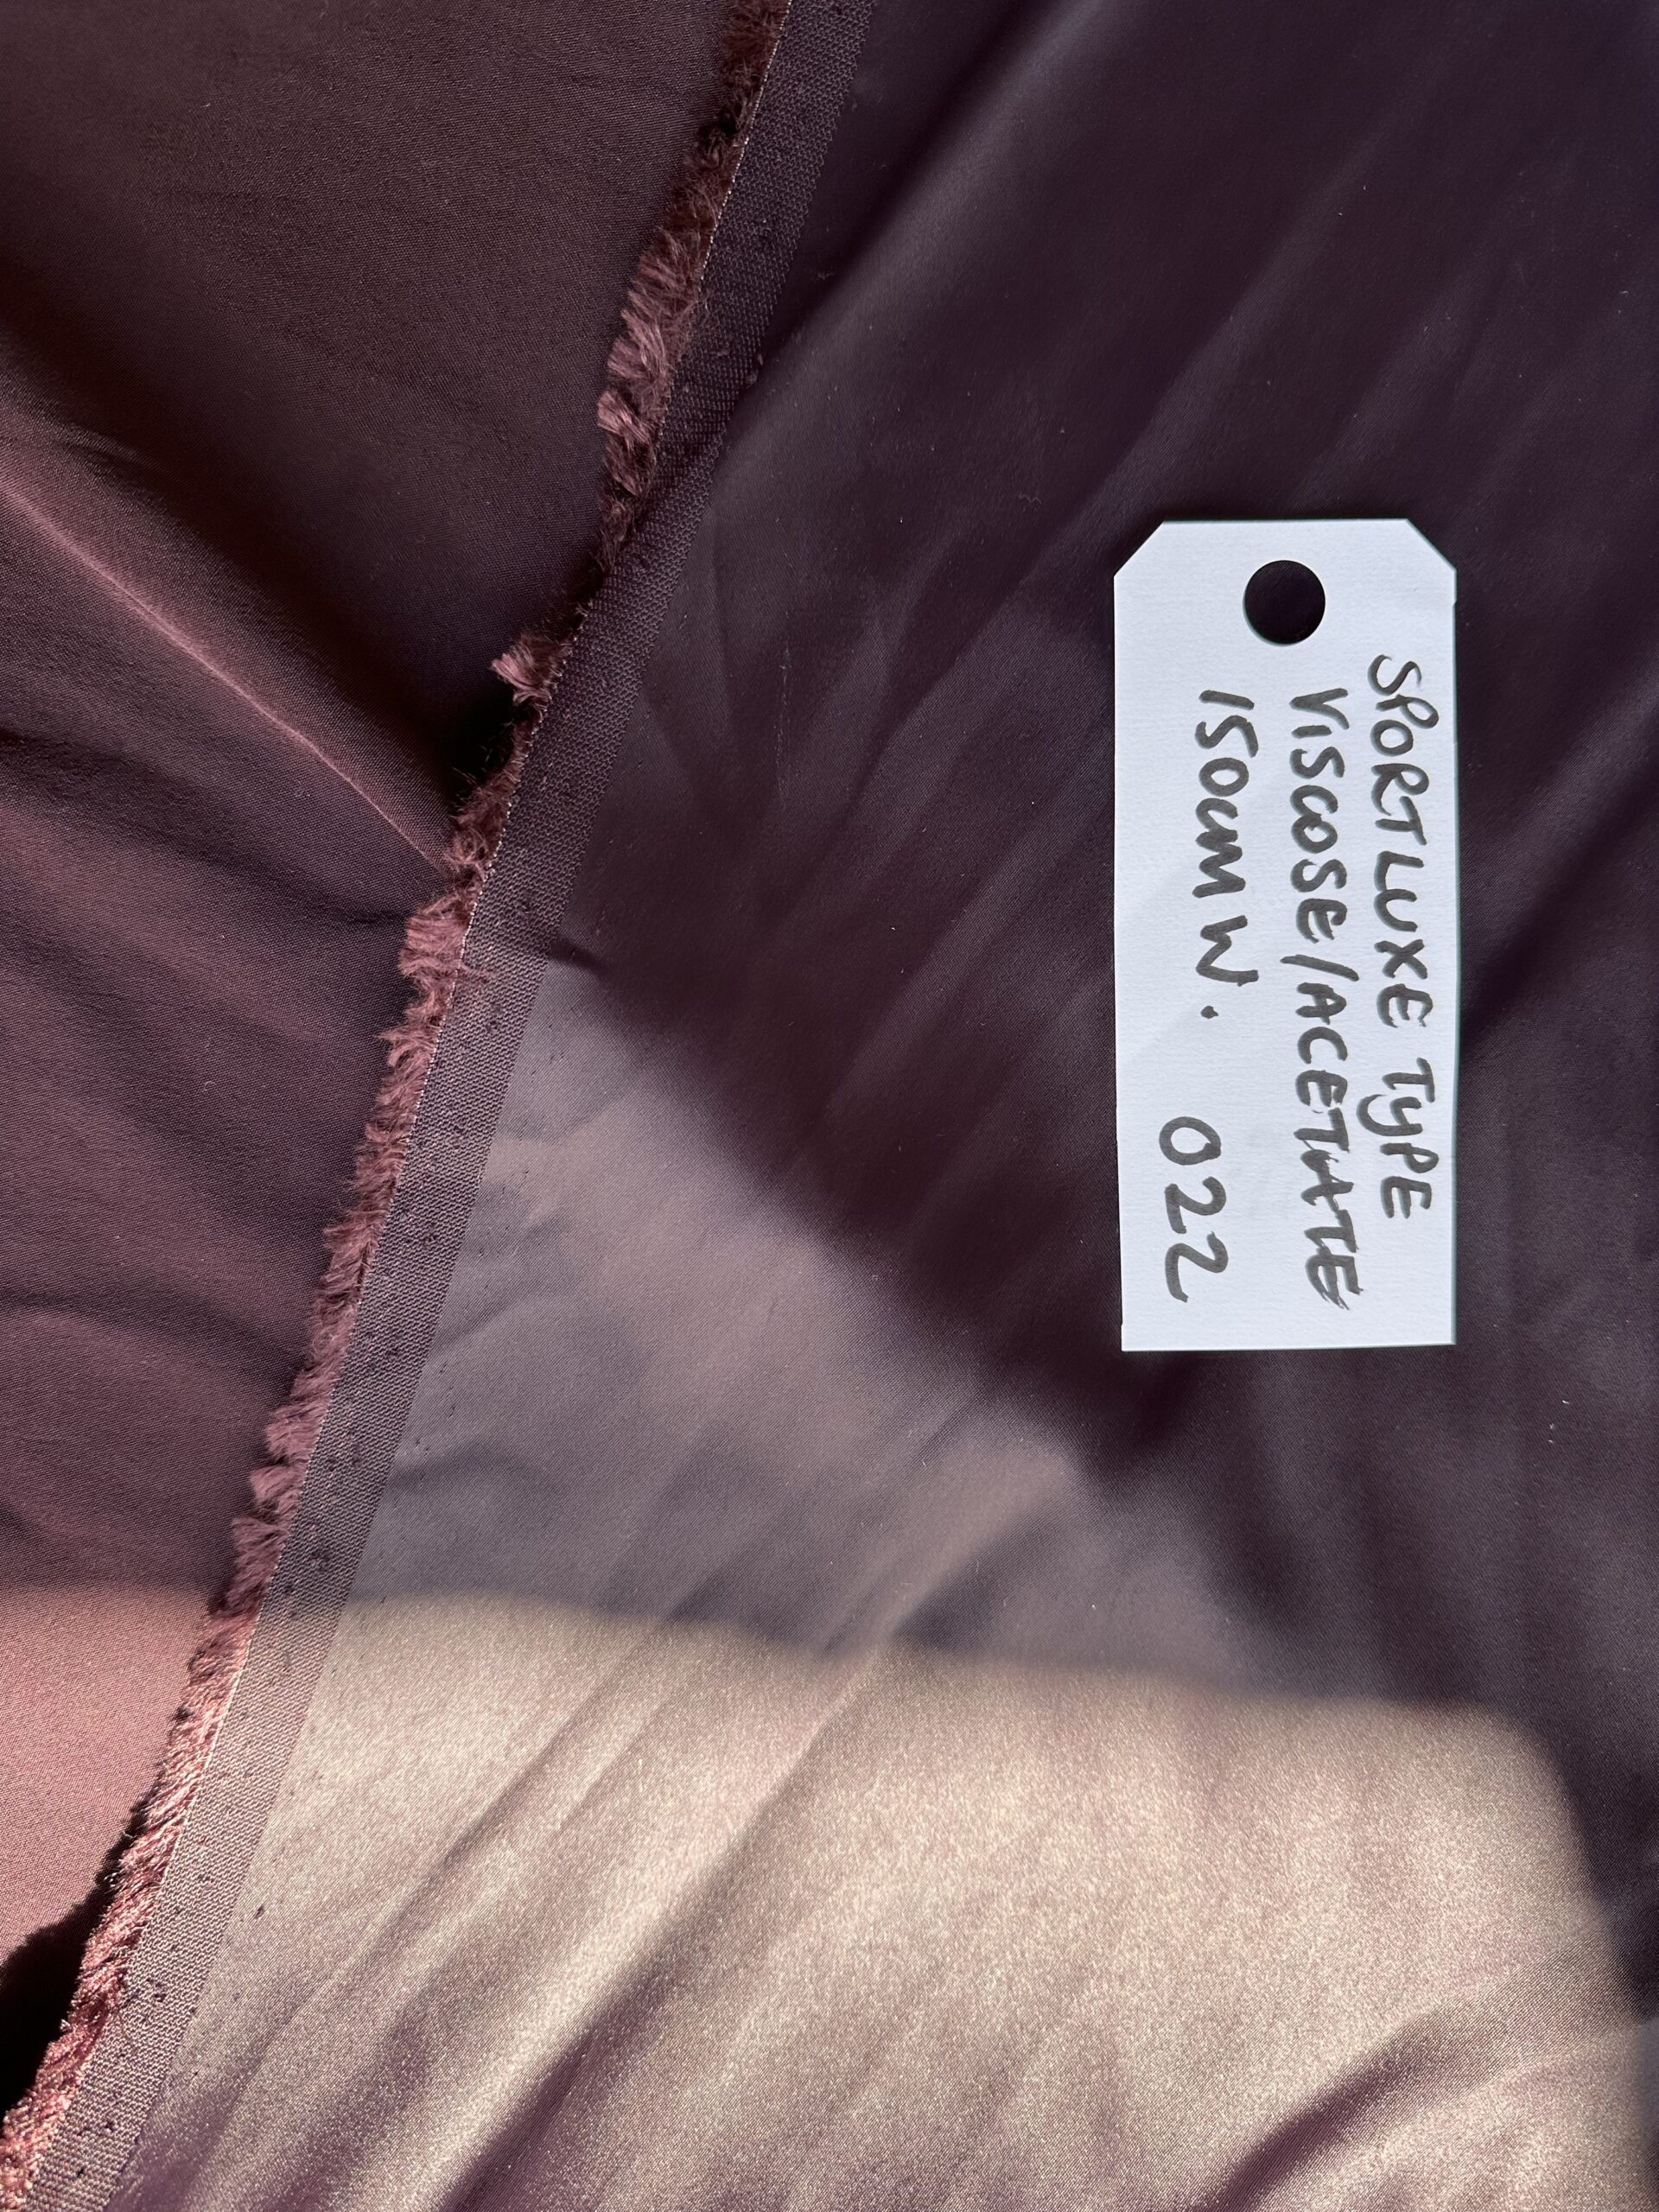 SPORTLUXE TYPE
VISCOSE/ACETATE
150cm W.
022